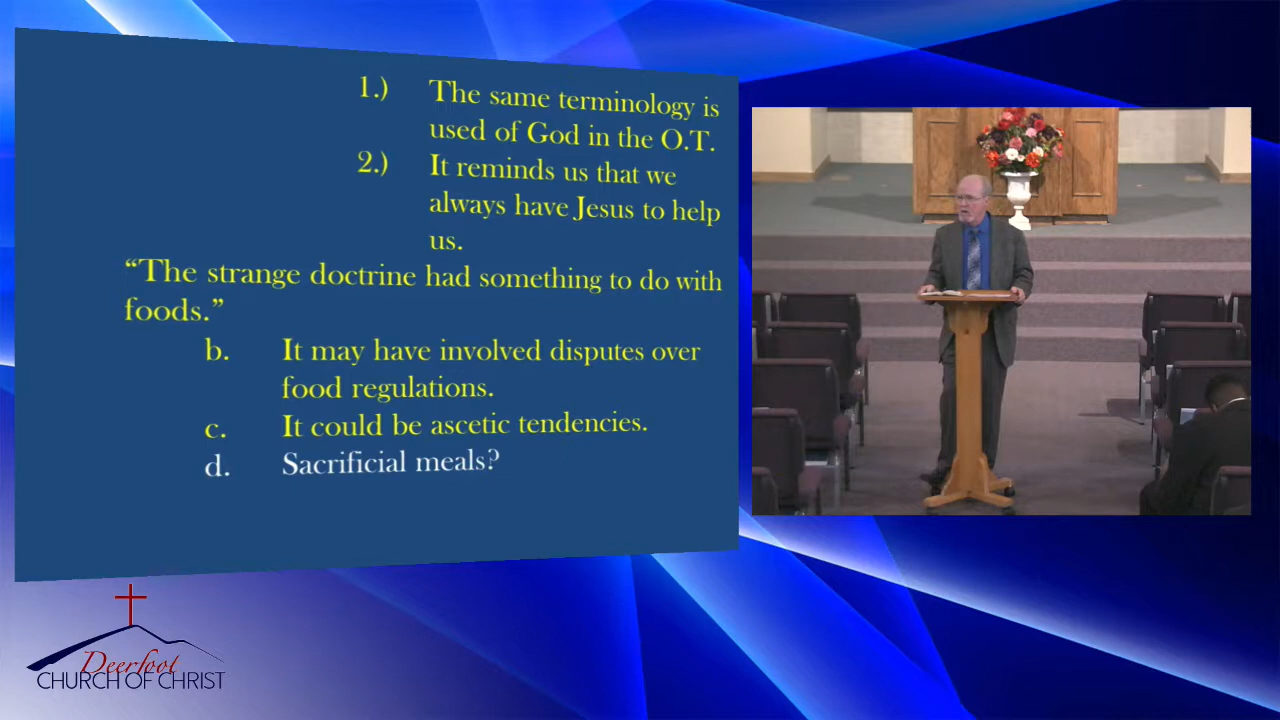 1.) The same terminology is
used of God in the O.T.
2.) It reminds us that we
always have Jesus to help
us.
“The strange doctrine had something to do with
foods.”
b. It may have involved disputes over
food regulations.
c. It could be ascetic tendencies.
d. Sacrificial meals?
Deerfoot
CHURCH OF CHRIST